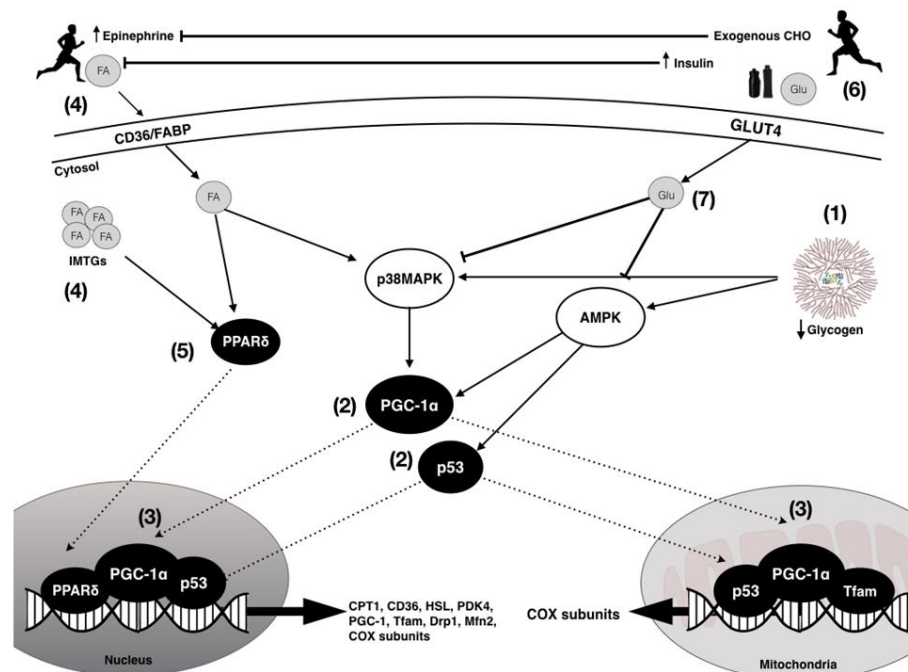 ↑ Epinephrine
Exogenous CHO
FA
↑ Insulin
(4)
Glu
(6)
CD36/FABP
GLUT4
Cytosol
FA
Glu
(7)
FA
FA
FA
FA
IMTGs
(4)
(1)
p38MAPK
AMPK
↓ Glycogen
(5)
PPARδ
(2)
PGC-1α
(2)
p53
(3)
PPARδ
PGC-1α
p53
CPT1, CD36, HSL, PDK4,
PGC-1, Tfam, Drp1, Mfn2,
COX subunits
Nucleus
(3)
COX subunits
p53
PGC-1α
Tfam
Mitochondria